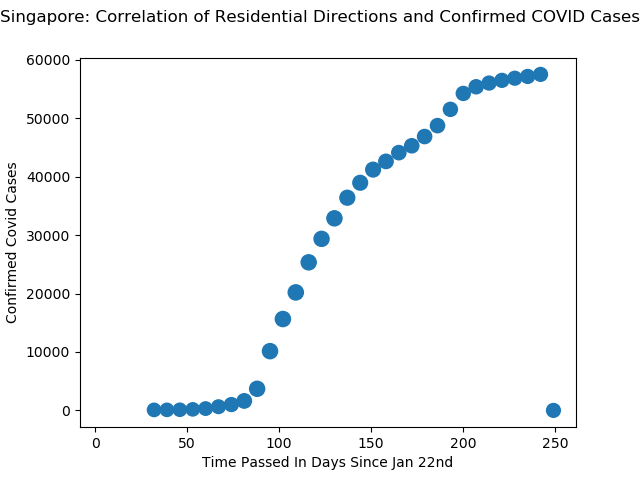 Singapore: Correlation of Residential Directions and Confirmed COVID Cases
60000
50000
40000
30000
20000
10000
0
Confirmed Covid Cases
0 50 100 150 200 250
Time Passed In Days Since Jan 22nd